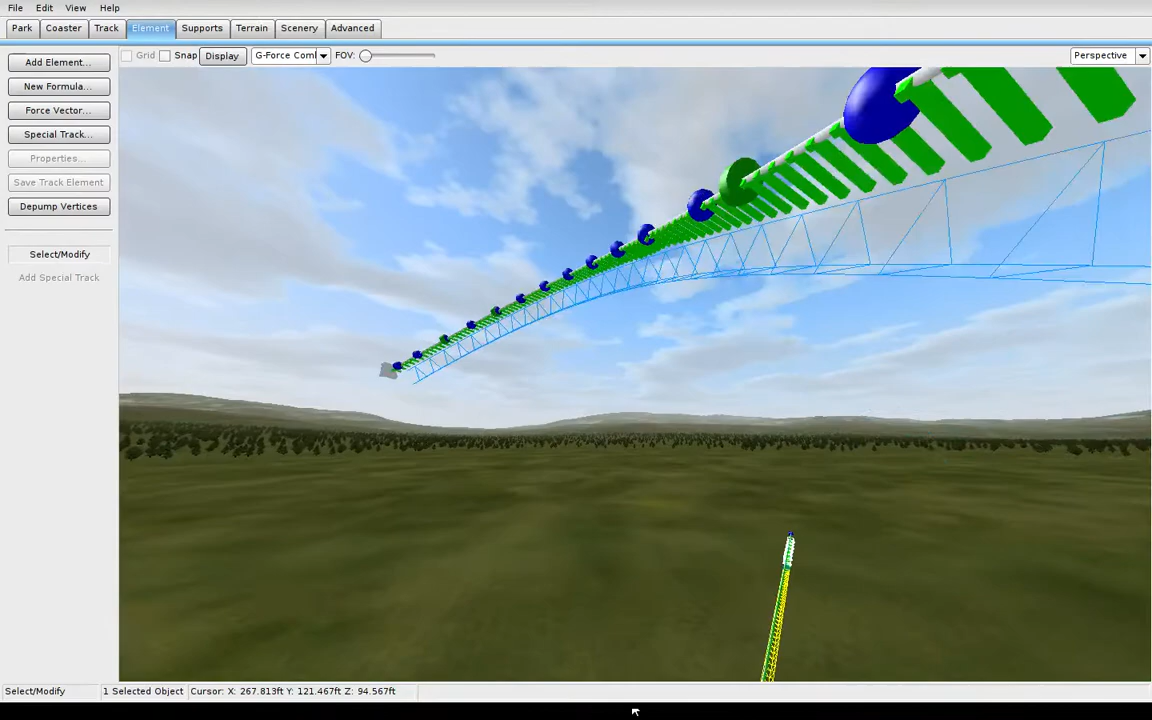 File Edit View Help
Park Coaster Track Element Supports Terrain Scenery Advanced
Grid Snap Display G-Force Coml FOV: Perspective
Add Element...
New Formula...
Force Vector...
Special Track...
Properties...
Save Track Element
Depump Vertices
Select/Modify
Add Special Track
Select/Modify 1 Selected Object Cursor: X: 267.813ft Y: 121.467ft Z: 94.567ft